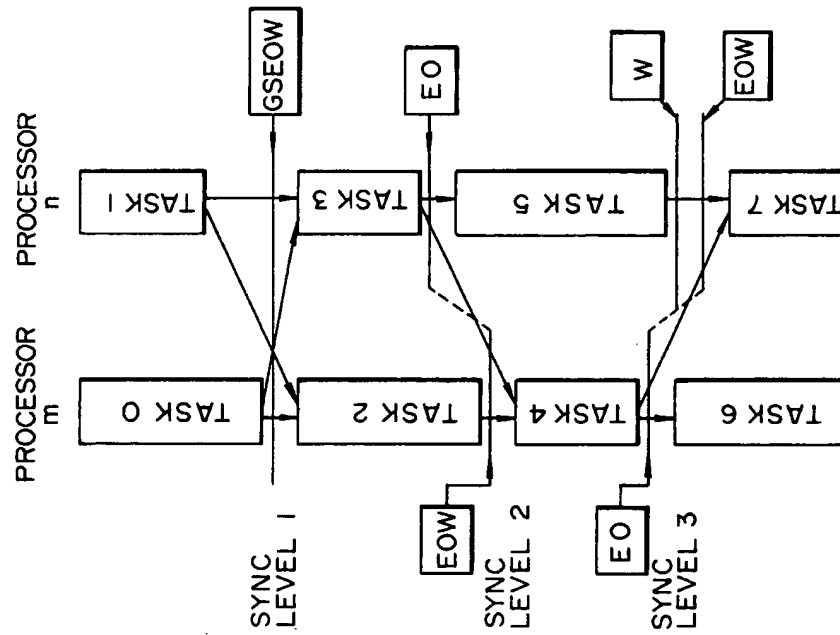 PROCESSOR
m
PROCESSOR
n
TASK 0
TASK 1
SYNC
LEVEL 1
GSEOW
TASK 2
TASK 3
EO
EOW
SYNC
LEVEL 2
TASK 4
TASK 5
W
EO
EOW
SYNC
LEVEL 3
TASK 6
TASK 7